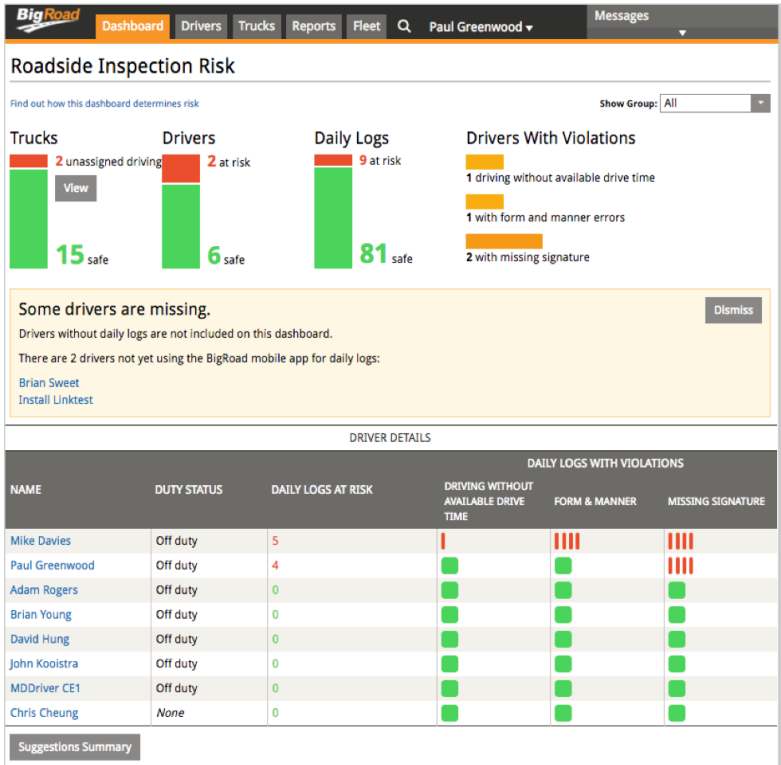 BigRoad
Dashboard Drivers Trucks Reports Fleet Paul Greenwood Messages
Roadside Inspection Risk
Find out how this dashboard determines risk Show Group: All
Trucks Drivers Daily Logs Drivers With Violations
2 unassigned driving 2 at risk 9 at risk
1 driving without available drive time
View
1 with form and manner errors
15 safe 6 safe 81 safe
2 with missing signature
Some drivers are missing. Dismiss
Drivers without daily logs are not included on this dashboard.
There are 2 drivers not yet using the BigRoad mobile app for daily logs:
Brian Sweet
Install Linktest
DRIVER DETAILS
DAILY LOGS WITH VIOLATIONS
NAME DUTY STATUS DAILY LOGS AT RISK DRIVING WITHOUT AVAILABLE DRIVE TIME FORM & MANNER MISSING SIGNATURE
Mike Davies Off duty 5
Paul Greenwood Off duty 4
Adam Rogers Off duty 0
Brian Young Off duty 0
David Hung Off duty 0
John Kooistra Off duty 0
MDDriver CE1 Off duty 0
Chris Cheung None 0
Suggestions Summary